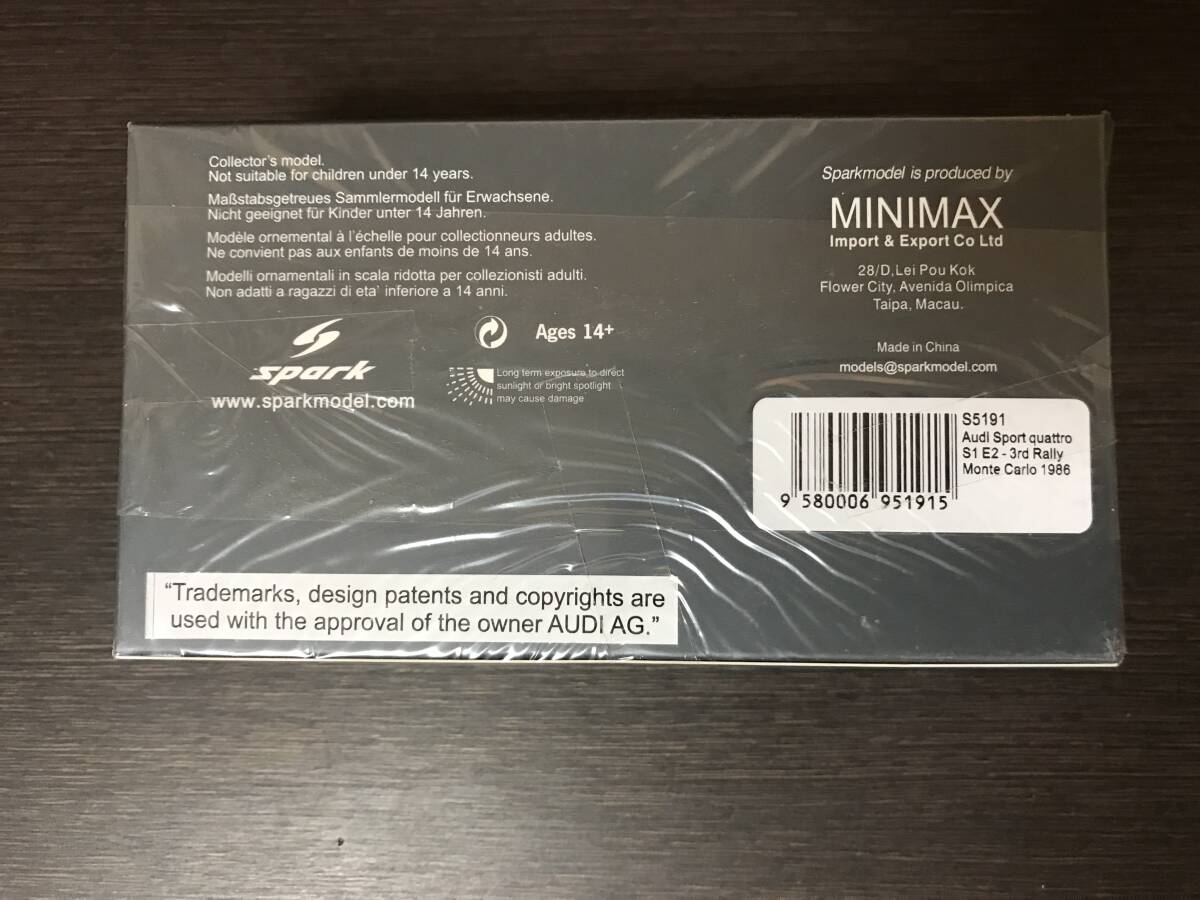 Collector's model.
Not suitable for children under 14 years.
Maßstabsgetreues Sammlermodell für Erwachsene.
Nicht geeignet für Kinder unter 14 Jahren.
Modèle ornemental à l'échelle pour collectionneurs adultes.
Ne convient pas aux enfants de moins de 14 ans.
Modelli ornamentali in scala ridotta per collezionisti adulti.
Non adatti a ragazzi di eta' inferiore a 14 anni.
spark
www.sparkmodel.com
Ages 14+
Long term exposure to direct
sunlight or bright spotlight
may cause damage
Sparkmodel is produced by
MINIMAX
Import & Export Co Ltd
28/D,Lei Pou Kok
Flower City, Avenida Olimpica
Taipa, Macau.
Made in China
models@sparkmodel.com
S5191
Audi Sport quattro
S1 E2 - 3rd Rally
Monte Carlo 1986
9 580006 951915
"Trademarks, design patents and copyrights are
used with the approval of the owner AUDI AG."